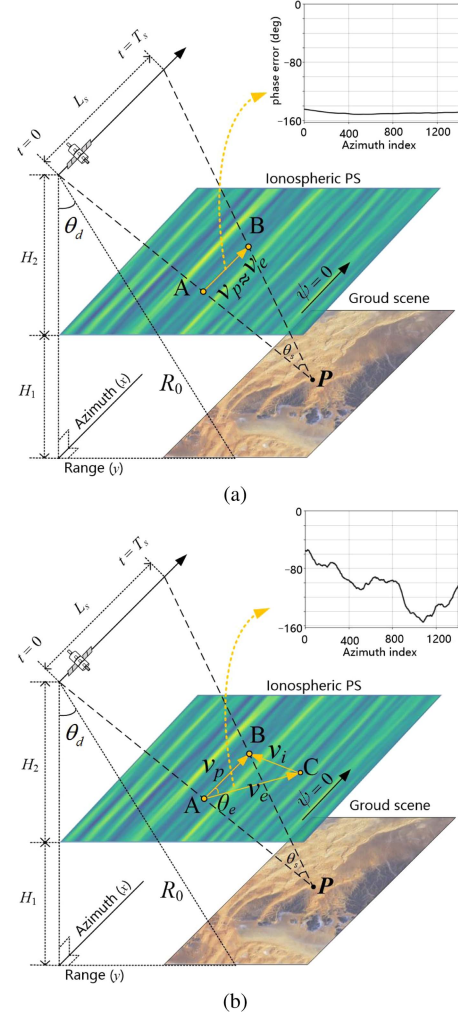 (a)
t = T_s
L_s
t = 0
0
−80
−160
phase error (deg)
0
400
800
1200
Azimuth index
Ionospheric PS
θ_d
H_2
B
A
v_p≈v_e
ψ=0
Groud scene
θ_s
P
H_1
R_0
Azimuth (x)
Range (y)
(a)
t = T_s
L_s
t = 0
0
−80
−160
0
400
800
1200
Azimuth index
Ionospheric PS
θ_d
H_2
B
v_i
C
v_p
v_e
A
θ_e
ψ=0
Groud scene
θ_s
P
H_1
R_0
Azimuth (x)
Range (y)
(b)